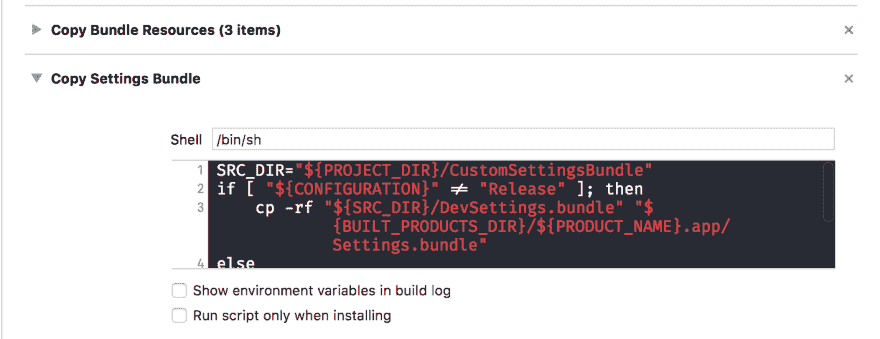 Copy Bundle Resources (3 items)
Copy Settings Bundle
Shell /bin/sh
1 SRC_DIR="${PROJECT_DIR}/CustomSettingsBundle"
2 if [ "${CONFIGURATION}" != "Release" ]; then
3 cp -rf "${SRC_DIR}/DevSettings.bundle" "$
{BUILT_PRODUCTS_DIR}/${PRODUCT_NAME}.app/
Settings.bundle"
4 else
Show environment variables in build log
Run script only when installing